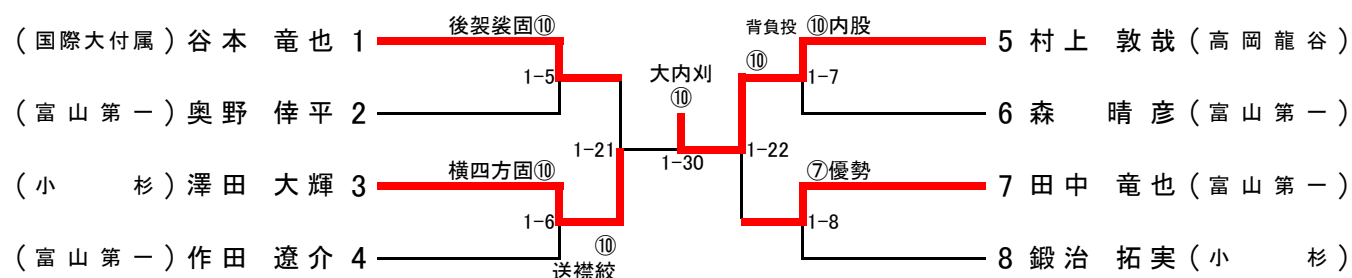 後袈裟固⑩
背負投 ⑩内股
(国際大付属) 谷本 竜也 1
5 村上 敦哉 (高岡龍谷)
⑩
大内刈
1-5
1-7
⑩
(富山第一) 奥野 倖平 2
6 森 晴彦 (富山第一)
1-21
1-22
1-30
横四方固⑩
⑦優勢
(小 杉) 澤田 大輝 3
7 田中 竜也 (富山第一)
1-6
1-8
⑩
(富山第一) 作田 遼介 4
8 鍛治 拓実 (小 杉)
送襟絞